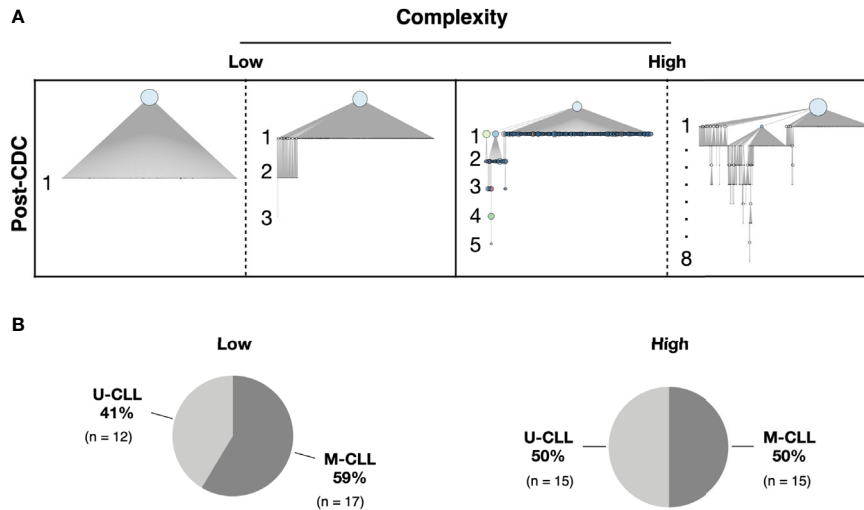 A
Complexity
Low
High
Post-CDC
1
1
2
3
1
2
3
4
5
1
8
B
Low
High
U-CLL
41%
(n = 12)
M-CLL
59%
(n = 17)
U-CLL
50%
(n = 15)
M-CLL
50%
(n = 15)